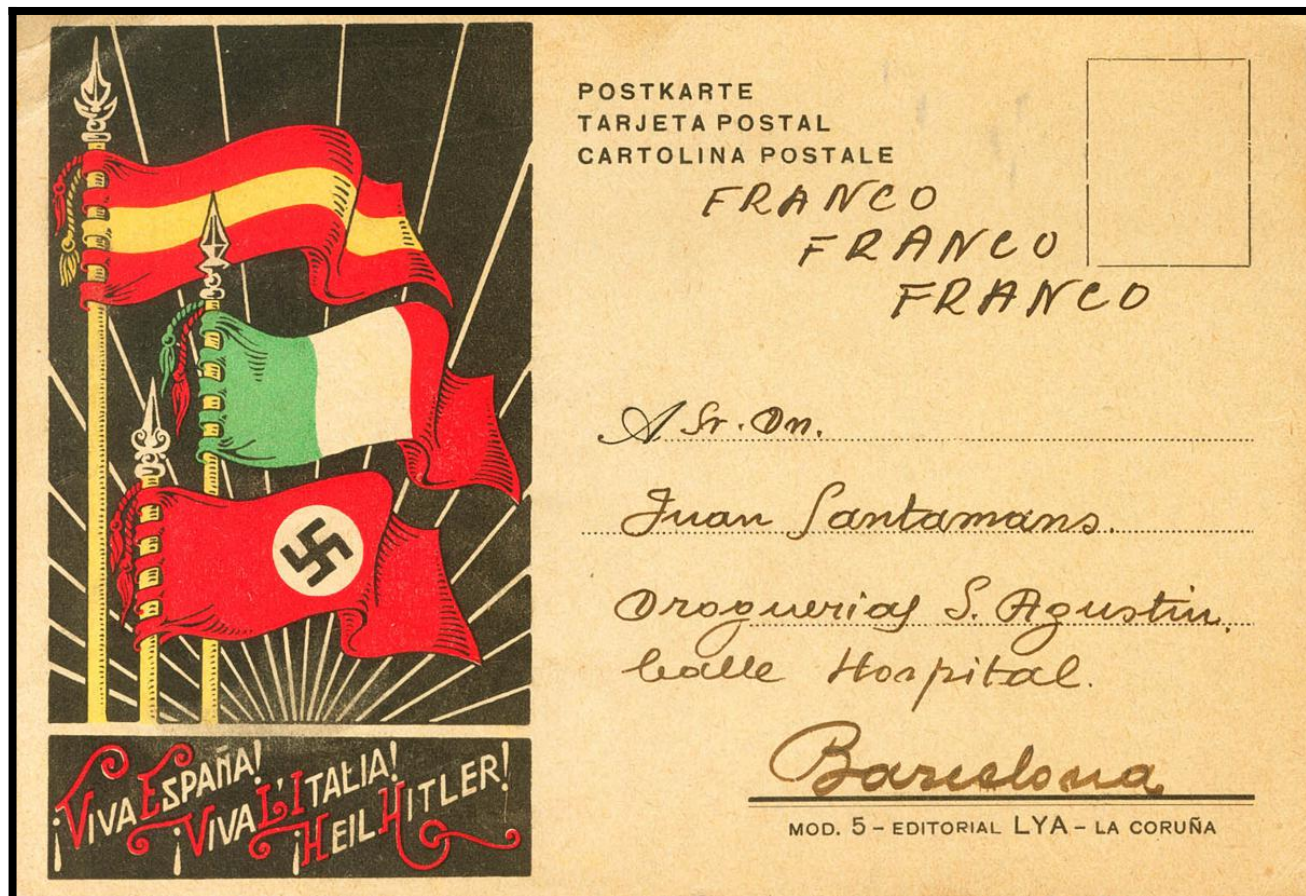 POSTKARTE
TARJETA POSTAL
CARTOLINA POSTALE
FRANCO
FRANCO
FRANCO
A Sr. Dn.
Juan Santamans.
Droguerias S. Agustin.
Calle Hospital.
Barcelona
MOD. 5 - EDITORIAL LYA - LA CORUÑA
¡VIVA ESPAÑA!
¡VIVA L'ITALIA!
¡HEIL HITLER!